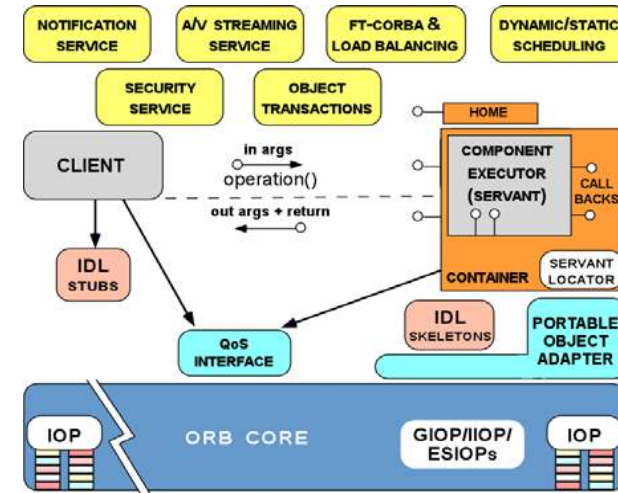 NOTIFICATION
SERVICE
A/V STREAMING
SERVICE
FT-CORBA &
LOAD BALANCING
DYNAMIC/STATIC
SCHEDULING
SECURITY
SERVICE
OBJECT
TRANSACTIONS
HOME
CLIENT
in args
operation()
out args + return
COMPONENT
EXECUTOR
(SERVANT)
CALL
BACKS
IDL
STUBS
CONTAINER
SERVANT
LOCATOR
QoS
INTERFACE
IDL
SKELETONS
PORTABLE
OBJECT
ADAPTER
IOP
ORB CORE
GIOP/IIOP/
ESIOPs
IOP